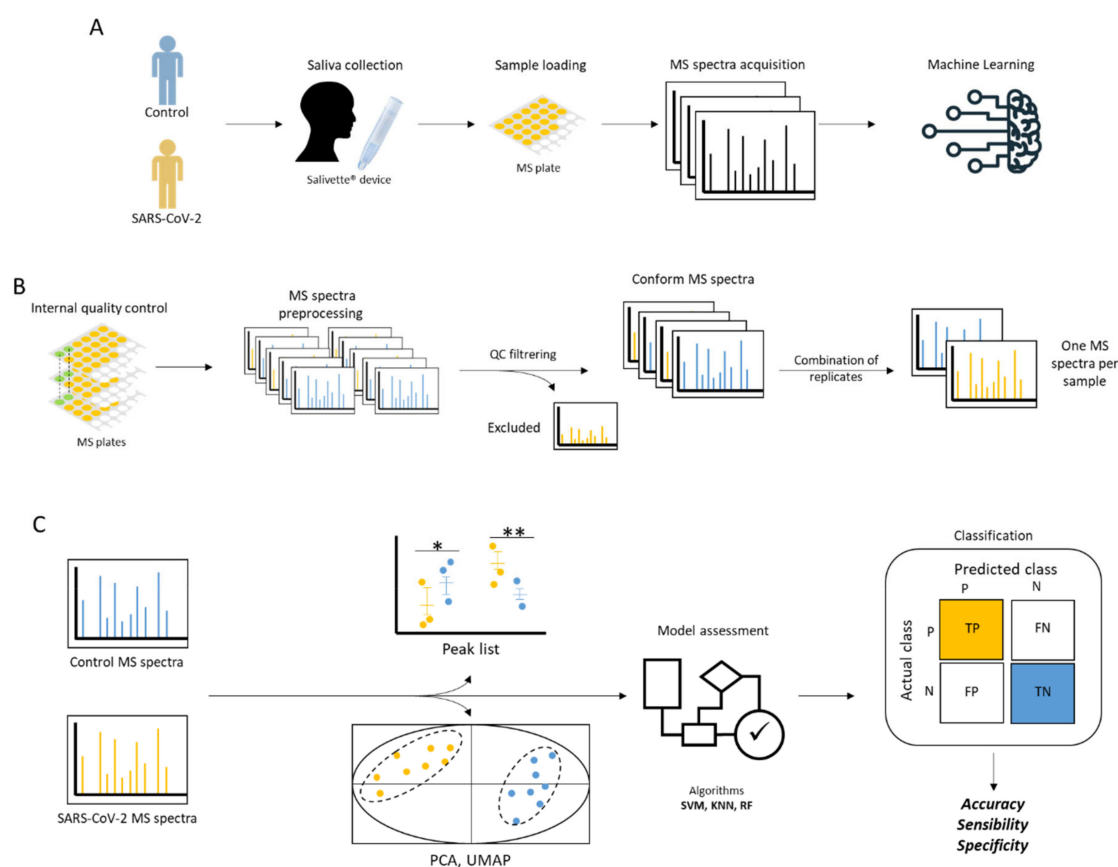 A
Control
SARS-CoV-2
Saliva collection
Salivette® device
Sample loading
MS plate
MS spectra acquisition
Machine Learning
B
Internal quality control
MS plates
MS spectra
preprocessing
QC filtrering
Excluded
Conform MS spectra
Combination of
replicates
One MS
spectra per
sample
C
Control MS spectra
SARS-CoV-2 MS spectra
*
**
Peak list
PCA, UMAP
Model assessment
Algorithms
SVM, KNN, RF
Classification
Predicted class
P N
Actual class
P TP FN
N FP TN
Accuracy
Sensibility
Specificity